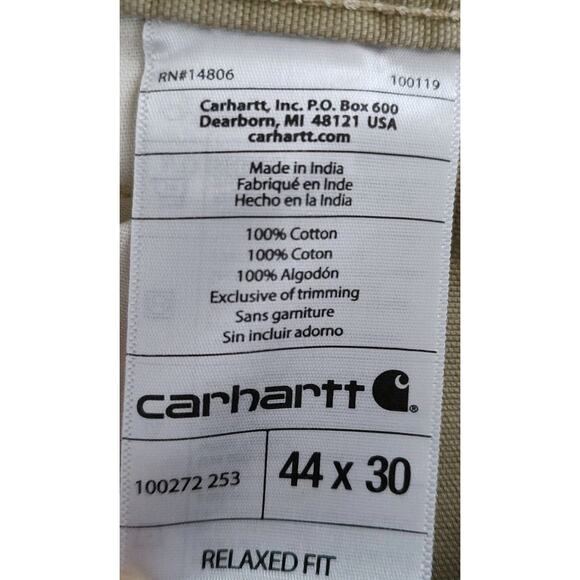 RN#14806 100119
Carhartt, Inc. P.O. Box 600
Dearborn, MI 48121 USA
carhartt.com
Made in India
Fabriqué en Inde
Hecho en la India
100% Cotton
100% Coton
100% Algodón
Exclusive of trimming
Sans garniture
Sin incluir adorno
carhartt ®
100272 253 44 x 30
RELAXED FIT